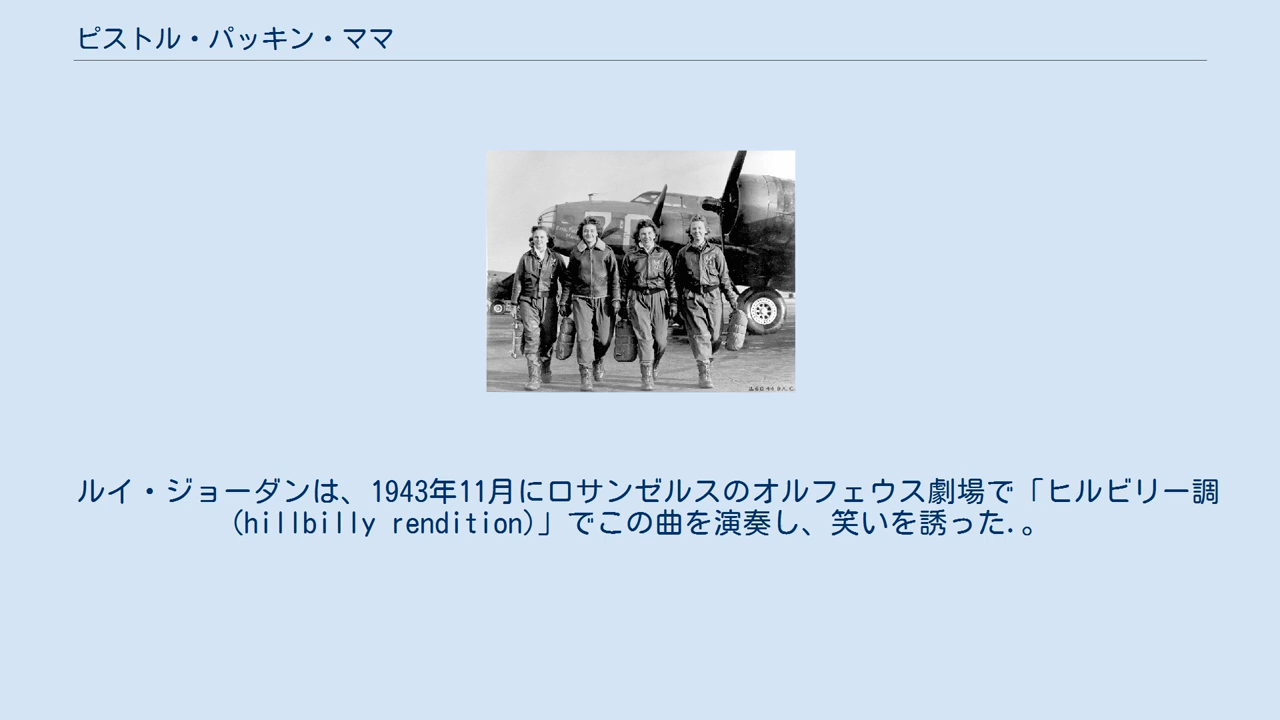 ピストル・パッキン・ママ
ルイ・ジョーダンは、1943年11月にロサンゼルスのオルフェウス劇場で「ヒルビリー調
(hillbilly rendition)」でこの曲を演奏し、笑いを誘った.。